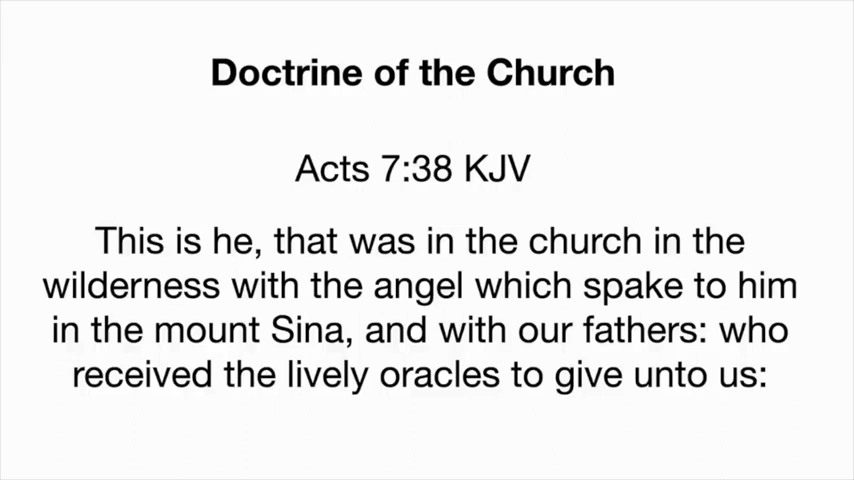 Doctrine of the Church
Acts 7:38 KJV
This is he, that was in the church in the
wilderness with the angel which spake to him
in the mount Sina, and with our fathers: who
received the lively oracles to give unto us: